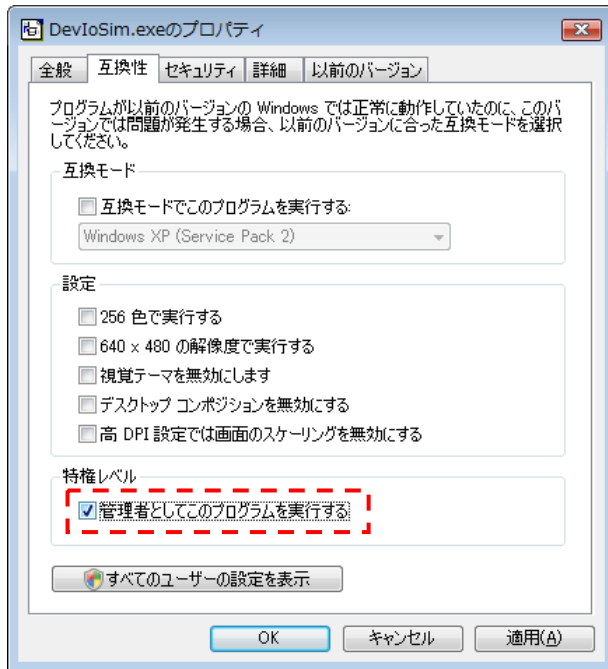 DevIoSim.exeのプロパティ
全般 互換性 セキュリティ 詳細 以前のバージョン
プログラムが以前のバージョンの Windows では正常に動作していたのに、このバ
ージョンでは問題が発生する場合、以前のバージョンに合った互換モードを選択
してください。
互換モード
互換モードでこのプログラムを実行する:
Windows XP (Service Pack 2)
設定
256 色で実行する
640 x 480 の解像度で実行する
視覚テーマを無効にします
デスクトップ コンポジションを無効にする
高 DPI 設定では画面のスケーリングを無効にする
特権レベル
管理者としてこのプログラムを実行する
すべてのユーザーの設定を表示
OK キャンセル 適用(A)